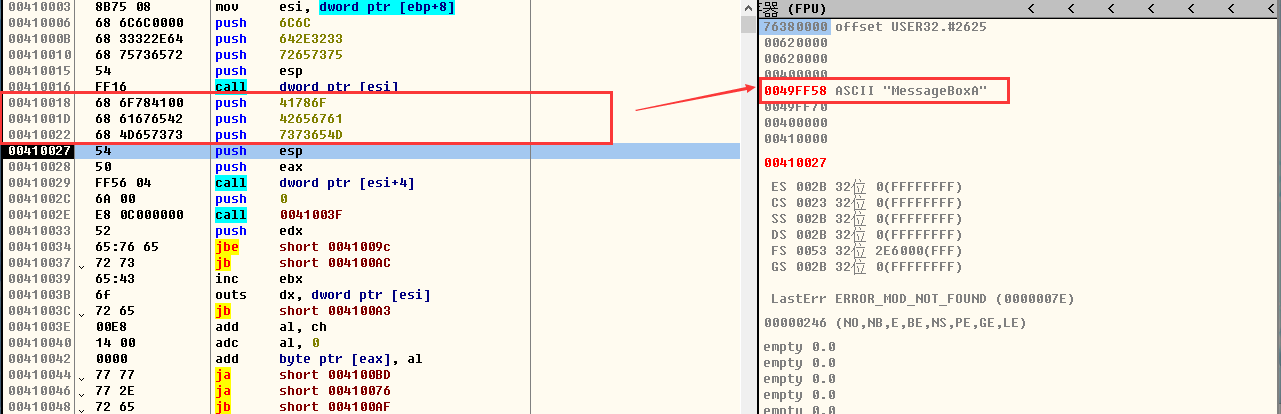 00410003 8B75 08 mov esi, dword ptr [ebp+8]
00410006 68 6C6C0000 push 6C6C
0041000B 68 33322E64 push 642E3233
00410010 68 75736572 push 72657375
00410015 54 push esp
00410016 FF16 call dword ptr [esi]
00410018 68 6F784100 push 41786F
0041001D 68 61676542 push 42656761
00410022 68 4D657373 push 7373654D
00410027 54 push esp
00410028 50 push eax
00410029 FF56 04 call dword ptr [esi+4]
0041002C 6A 00 push 0
0041002E E8 0C000000 call 0041003F
00410033 52 push edx
00410034 65:76 65 jbe short 0041009c
00410037 72 73 jb short 004100AC
00410039 65:43 inc ebx
0041003B 6f outs dx, dword ptr [esi]
0041003C 72 65 jb short 004100A3
0041003E 00E8 add al, ch
00410040 14 00 adc al, 0
00410042 0000 add byte ptr [eax], al
00410044 77 77 ja short 004100BD
00410046 77 2E ja short 00410076
00410048 72 65 jb short 004100AF
器 (FPU) < < < < < <
76380000 offset USER32.#2625
00620000
00620000
00400000
0049FF58 ASCII "MessageBoxA"
0049FF70
00400000
00410000
00410027
ES 002B 32位 0(FFFFFFFF)
CS 0023 32位 0(FFFFFFFF)
SS 002B 32位 0(FFFFFFFF)
DS 002B 32位 0(FFFFFFFF)
FS 0053 32位 2E6000(FFF)
GS 002B 32位 0(FFFFFFFF)
LastErr ERROR_MOD_NOT_FOUND (0000007E)
00000246 (NO,NB,E,BE,NS,PE,GE,LE)
empty 0.0
empty 0.0
empty 0.0
empty 0.0
empty 0.0